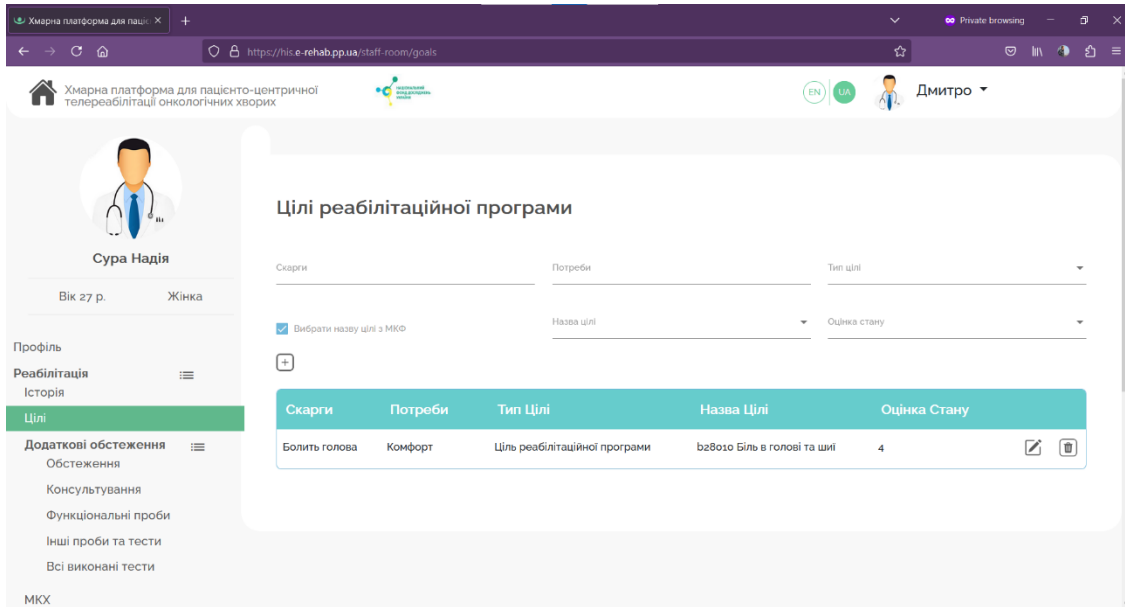 Хмарна платформа для паціє
Private browsing
https://his.e-rehab.pp.ua/staff-room/goals
Хмарна платформа для пацієнто-центричної
телереабілітації онкологічних хворих
EN UA
Дмитро
Сура Надія
Вік 27 р. Жінка
Профіль
Реабілітація
Історія
Цілі
Додаткові обстеження
Обстеження
Консультування
Функціональні проби
Інші проби та тести
Всі виконані тести
МКХ
Цілі реабілітаційної програми
Скарги Потреби Тип цілі
Вибрати назву цілі з МКФ Назва цілі Оцінка стану
Скарги Потреби Тип Цілі Назва Цілі Оцінка Стану
Болить голова Комфорт Ціль реабілітаційної програми b28010 Біль в голові та шиї 4